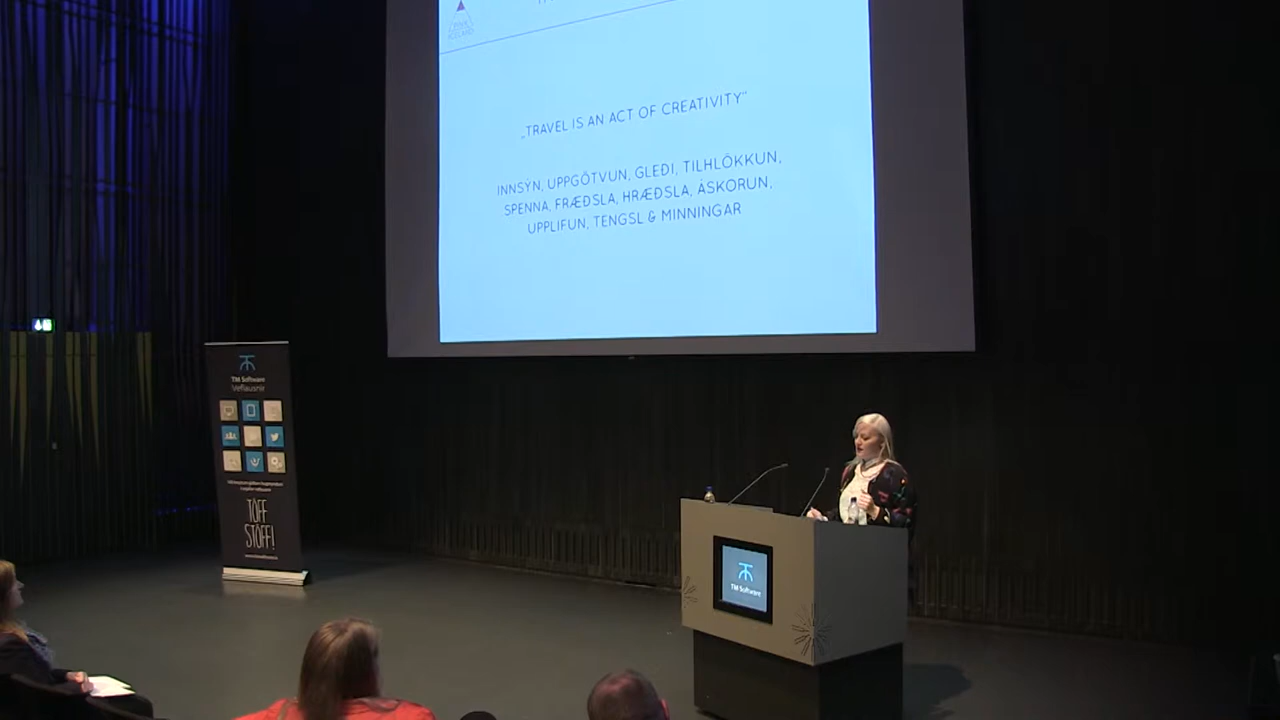 ICELAND
„TRAVEL IS AN ACT OF CREATIVITY"
INNSÝN, UPPGÖTVUN, GLEÐI, TILHLÖKKUN,
SPENNA, FRÆÐSLA, HRÆÐSLA, ÁSKORUN,
UPPLIFUN, TENGSL & MINNINGAR
TM Software
Veflausnir
TÖFF
STÖFF!
TM Software